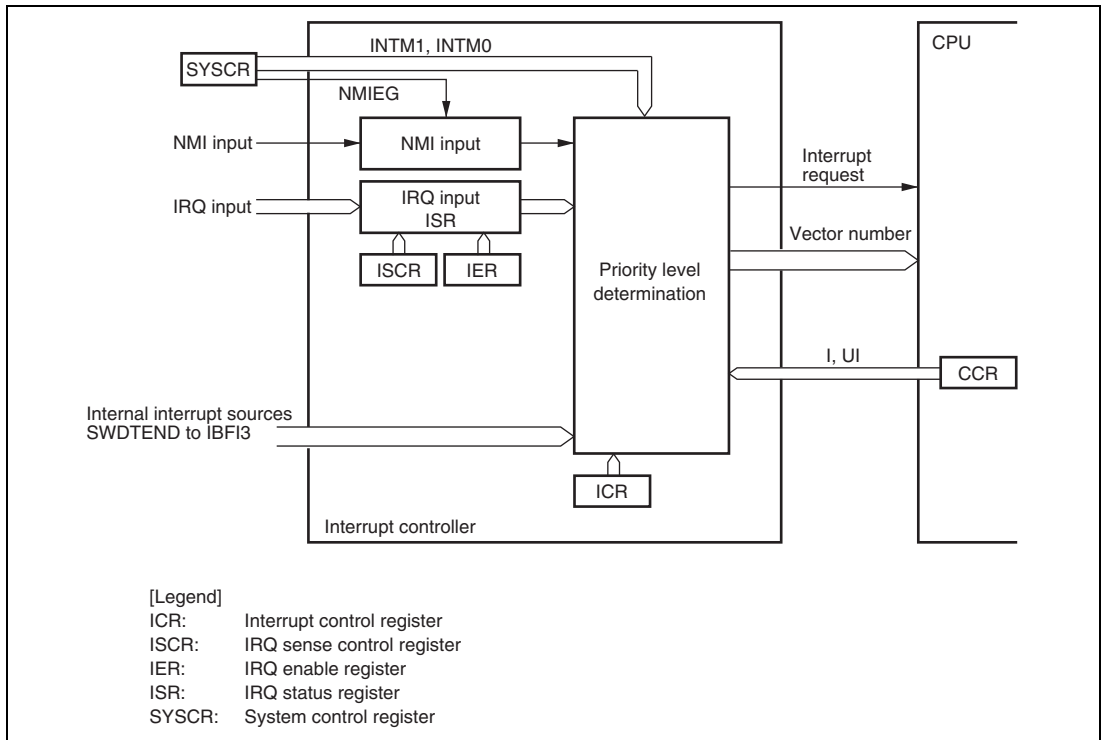 INTM1, INTM0
CPU
SYSCR
NMIEG
NMI input
NMI input
Interrupt
request
IRQ input
IRQ input
ISR
Vector number
ISCR
IER
Priority level
determination
I, UI
CCR
Internal interrupt sources
SWDTEND to IBFI3
ICR
Interrupt controller
[Legend]
ICR: Interrupt control register
ISCR: IRQ sense control register
IER: IRQ enable register
ISR: IRQ status register
SYSCR: System control register